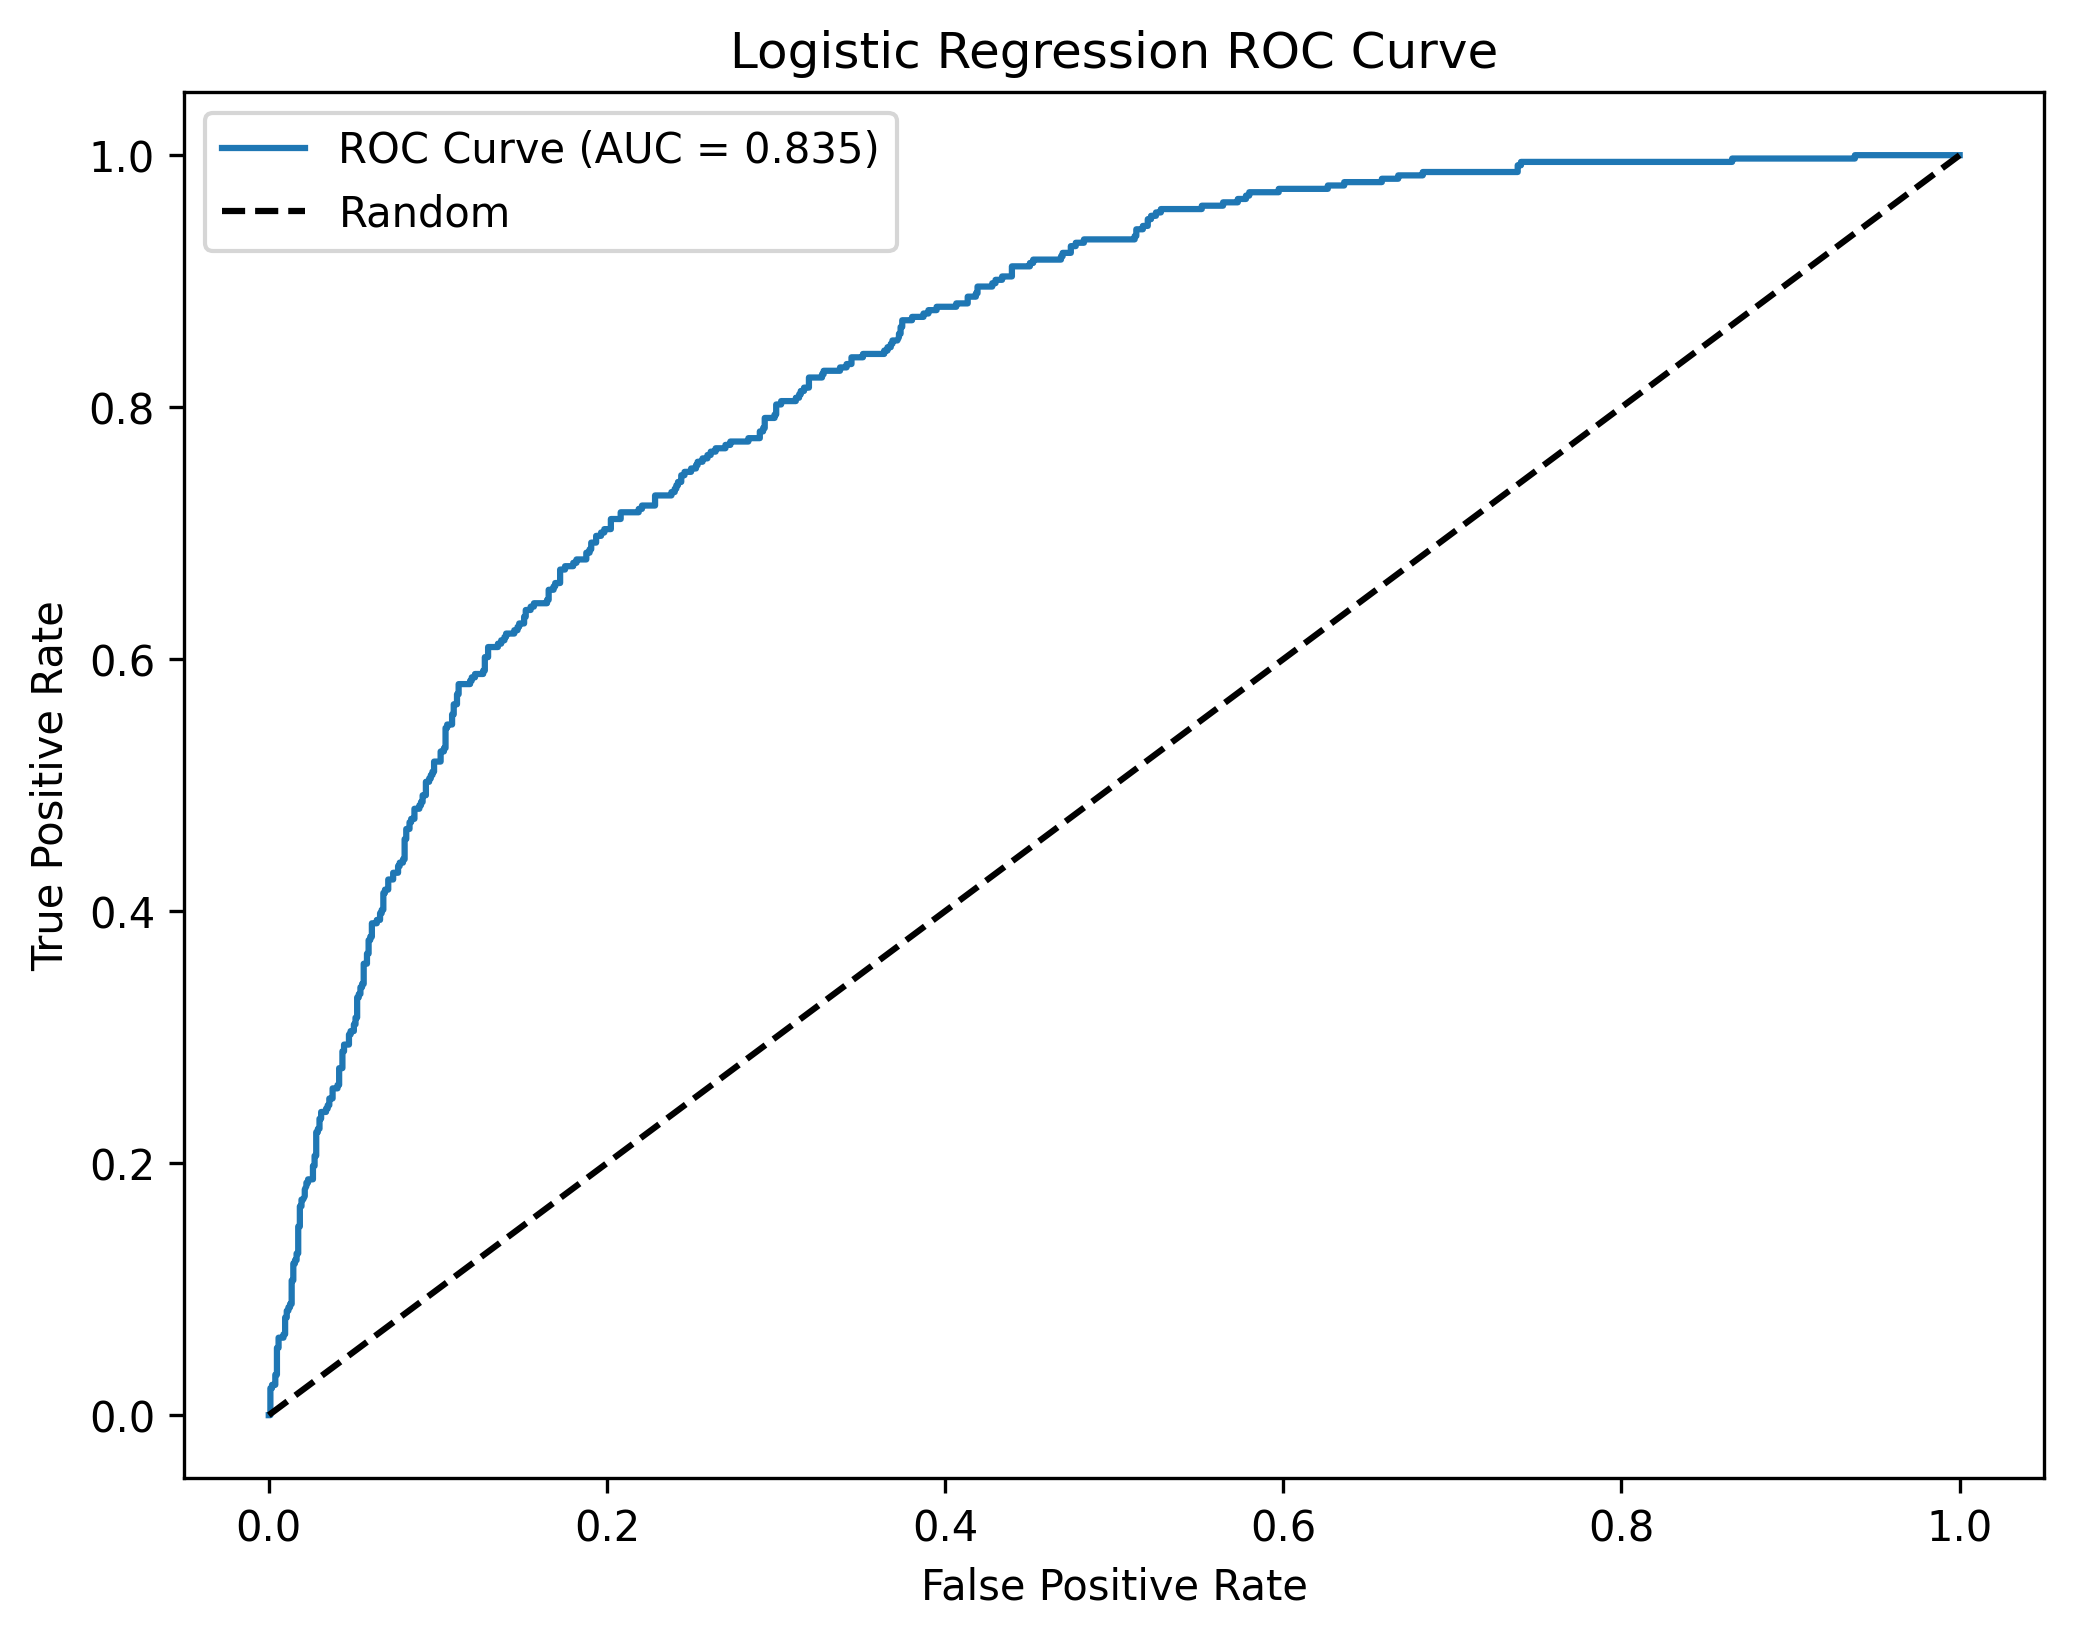 Logistic Regression ROC Curve
ROC Curve (AUC = 0.835)
Random
True Positive Rate
1.0
0.8
0.6
0.4
0.2
0.0
0.0 0.2 0.4 0.6 0.8 1.0
False Positive Rate